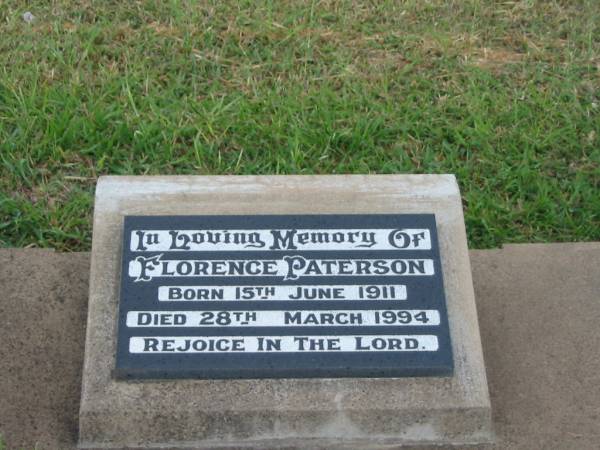 In Loving Memory Of
Florence Paterson
Born 15th June 1911
Died 28th March 1994
Rejoice In The Lord.